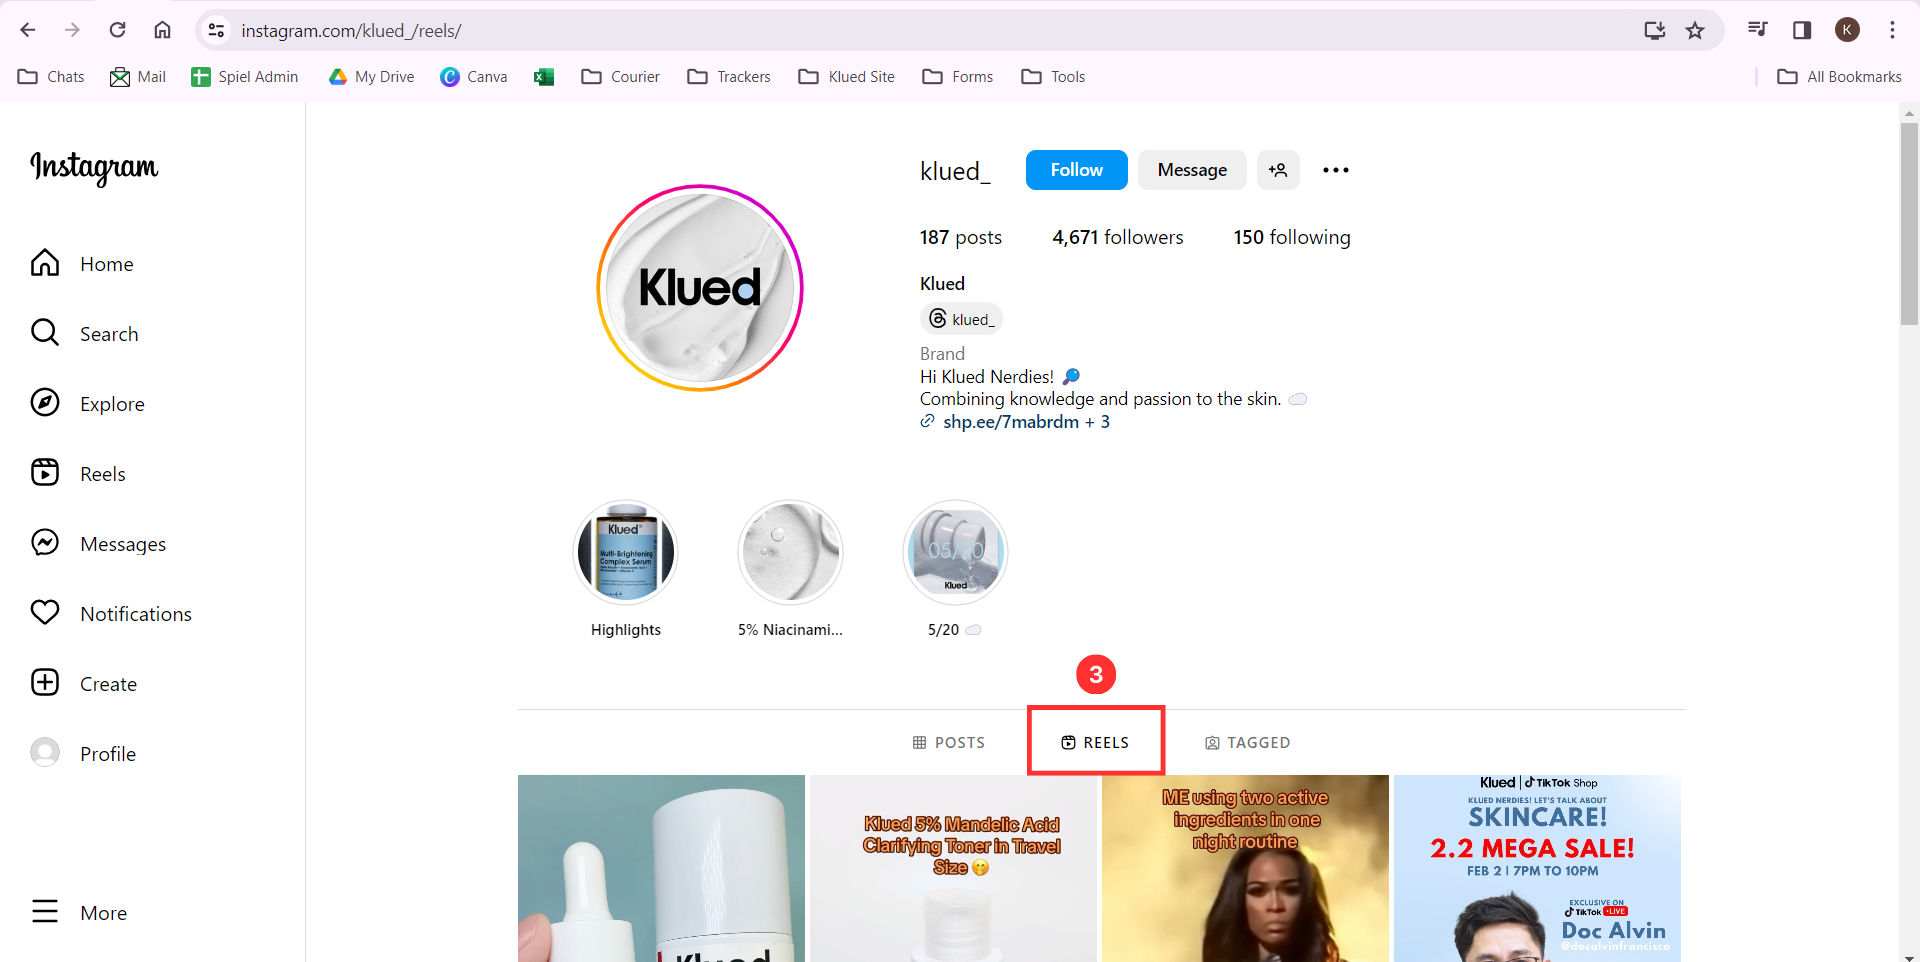 instagram.com/klued_/reels/
K
Chats
Mail
Spiel Admin
My Drive
Canva
Courier
Trackers
Klued Site
Forms
Tools
All Bookmarks
Instagram
Home
Search
Explore
Reels
Messages
Notifications
Create
Profile
More
Klued
klued_
Follow
Message
187 posts
4,671 followers
150 following
Klued
klued_
Brand
Hi Klued Nerdies!
Combining knowledge and passion to the skin.
shp.ee/7mabrdm + 3
Klued
Multi-Brightening
Complex Serum
05/20
Klued
Highlights
5% Niacinami...
5/20
3
POSTS
REELS
TAGGED
Klued
Klued 5% Mandelic Acid
Clarifying Toner in Travel
Size
ME using two active
ingredients in one
night routine
Klued | TikTok Shop
KLUED NERDIES! LET'S TALK ABOUT
SKINCARE!
2.2 MEGA SALE!
FEB 2 | 7PM TO 10PM
EXCLUSIVE ON
TikTok LIVE
Doc Alvin
@docalvinfrancisco